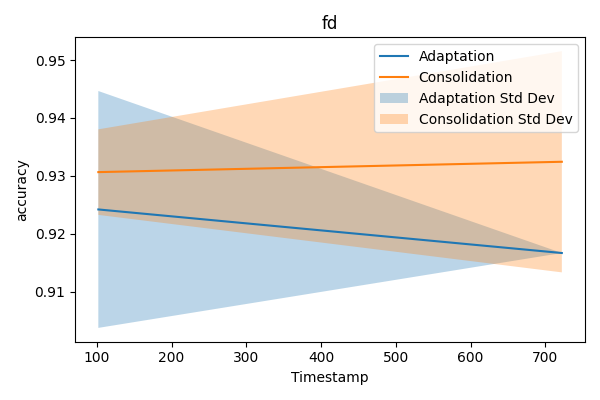 fd
Adaptation
Consolidation
Adaptation Std Dev
Consolidation Std Dev
accuracy
0.95
0.94
0.93
0.92
0.91
100 200 300 400 500 600 700
Timestamp